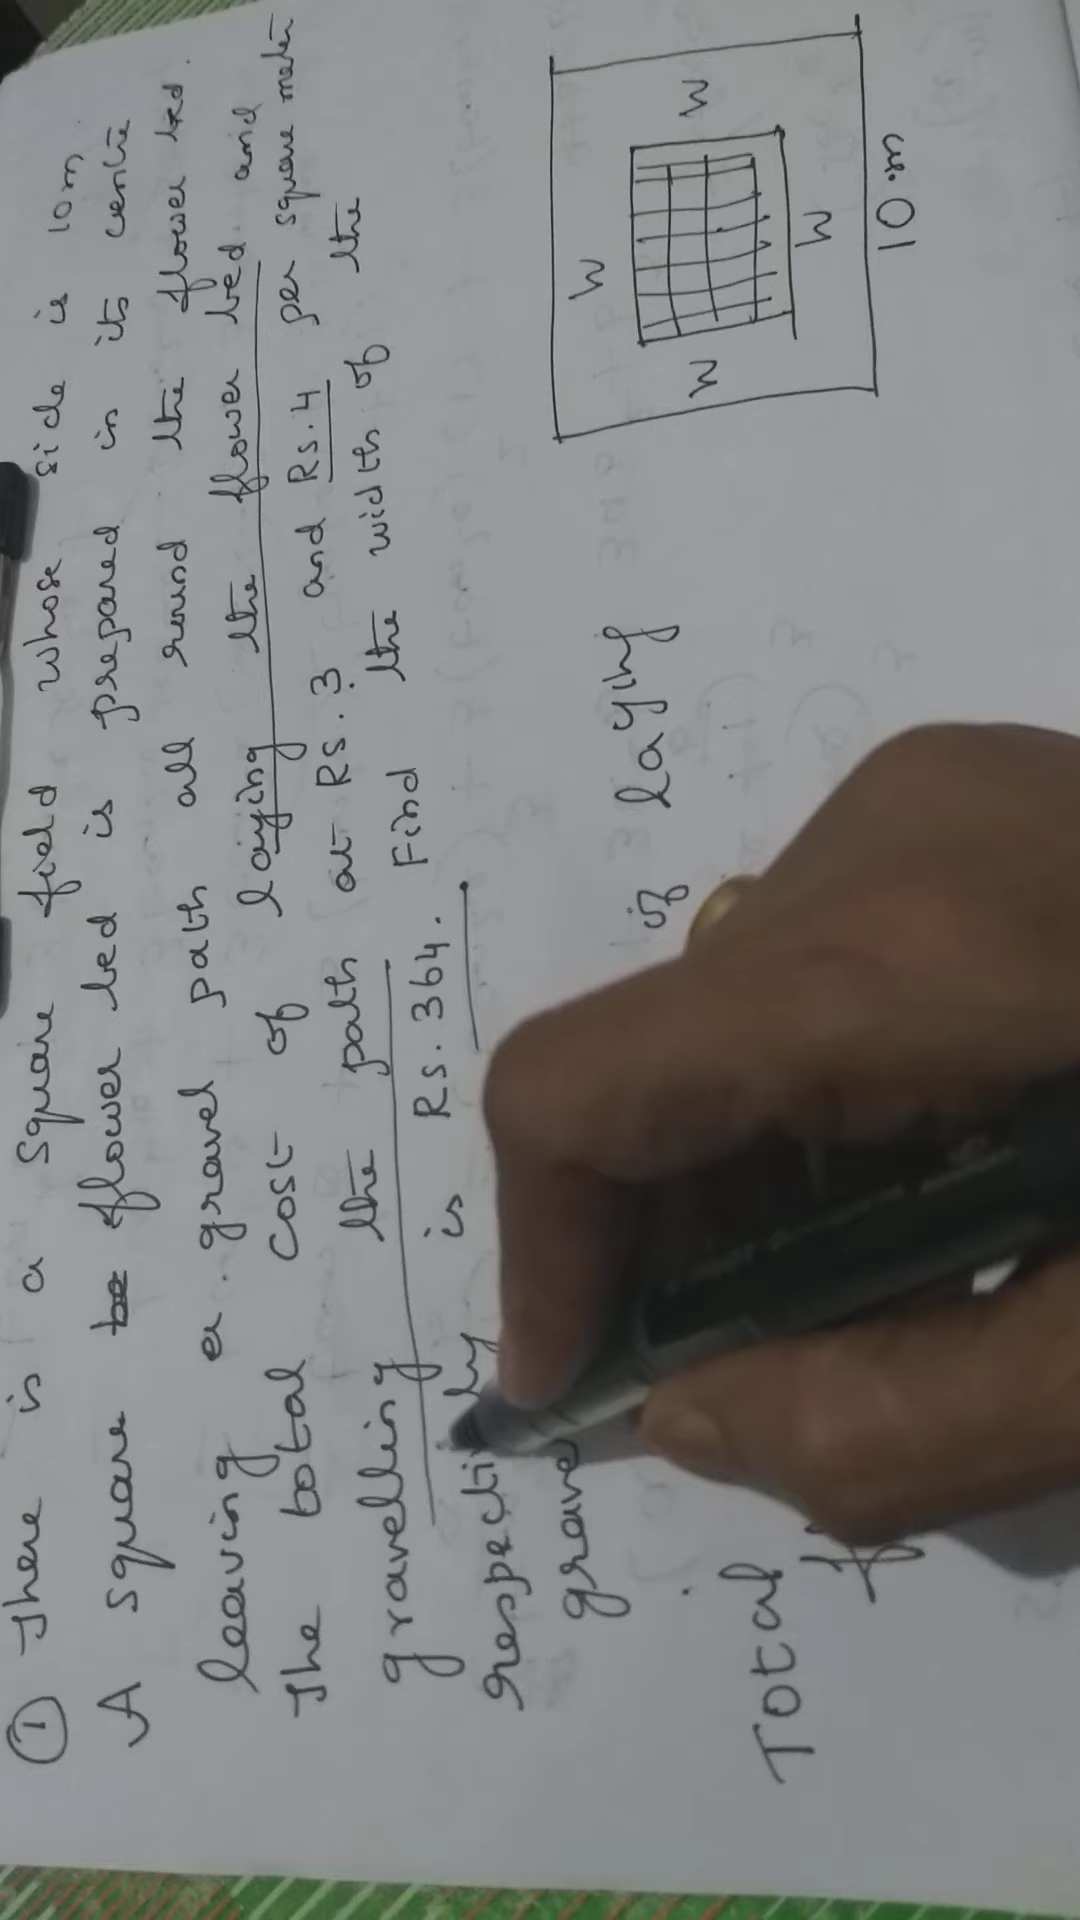 ① There is a square field whose side is 10m
A square flower bed is prepared in its centre
leaving a gravel path all round the flower bed.
The total cost of laying the flower bed and
gravelling the path at Rs. 3 and Rs. 4 per square meter
respectively is Rs. 364. Find the width of the
W
W
W
W
10 m
Total of laying